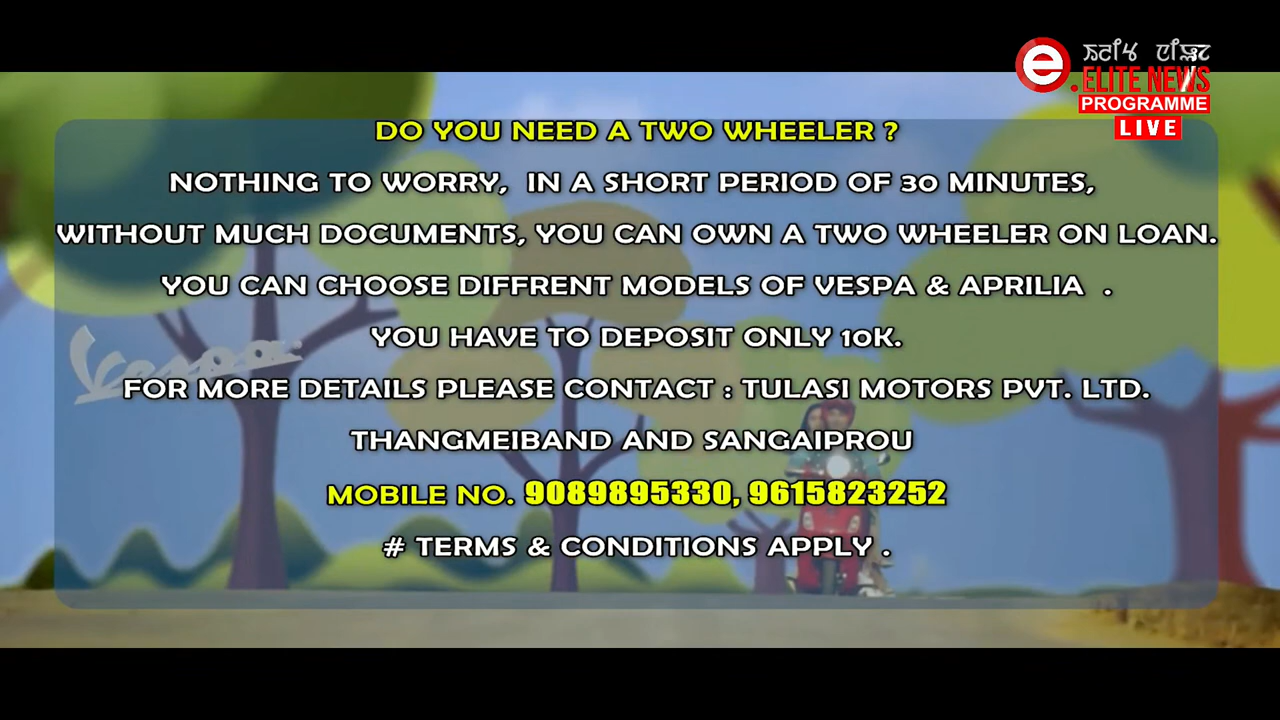 ꯏꯂꯥꯏꯠ ꯅꯤꯎꯖ
e.ELITE NEWS
PROGRAMME
LIVE
DO YOU NEED A TWO WHEELER ?
NOTHING TO WORRY, IN A SHORT PERIOD OF 30 MINUTES,
WITHOUT MUCH DOCUMENTS, YOU CAN OWN A TWO WHEELER ON LOAN.
YOU CAN CHOOSE DIFFRENT MODELS OF VESPA & APRILIA .
YOU HAVE TO DEPOSIT ONLY 10K.
Vespa
FOR MORE DETAILS PLEASE CONTACT : TULASI MOTORS PVT. LTD.
THANGMEIBAND AND SANGAIPROU
MOBILE NO. 9089895330, 9615823252
# TERMS & CONDITIONS APPLY .